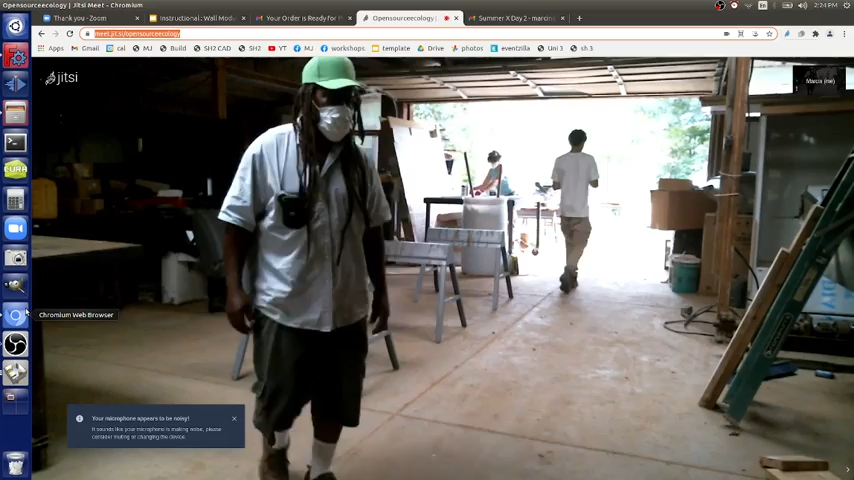 Opensourceecology | Jitsi Meet - Chromium
2:24 PM
Thank you - Zoom
Instructional : Wall Modu
Your Order is Ready for P
Opensourceecology
Summer X Day 2 - marcin
meet.jit.si/opensourceecology
Apps
Gmail
cal
MJ
Build
SH2 CAD
SH2
YT
MJ
workshops
template
Drive
photos
eventzilla
Uni 3
sh 3
jitsi
Marcin (me)
CURA
Chromium Web Browser
Your microphone appears to be noisy!
It sounds like your microphone is making noise, please
consider muting or changing the device.